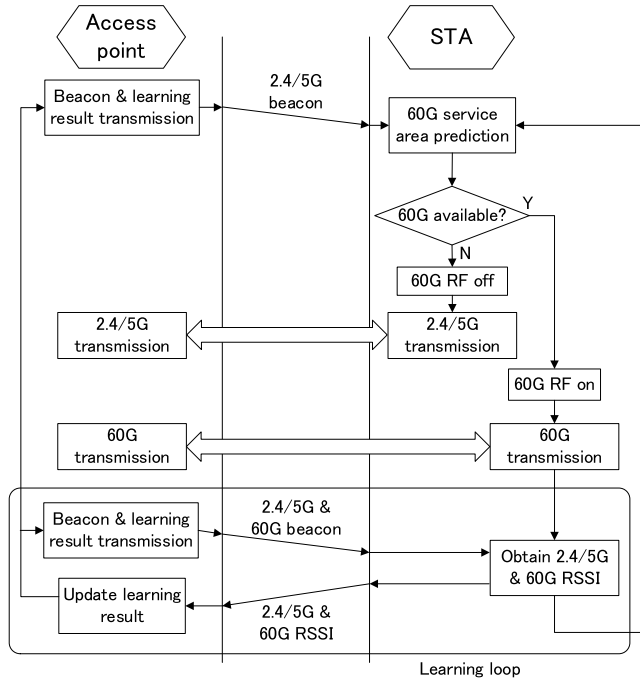 Access
point
STA
2.4/5G
beacon
Beacon & learning
result transmission
60G service
area prediction
60G available?
Y
N
60G RF off
2.4/5G
transmission
2.4/5G
transmission
60G RF on
60G
transmission
60G
transmission
Beacon & learning
result transmission
2.4/5G &
60G beacon
Obtain 2.4/5G
& 60G RSSI
Update learning
result
2.4/5G &
60G RSSI
Learning loop